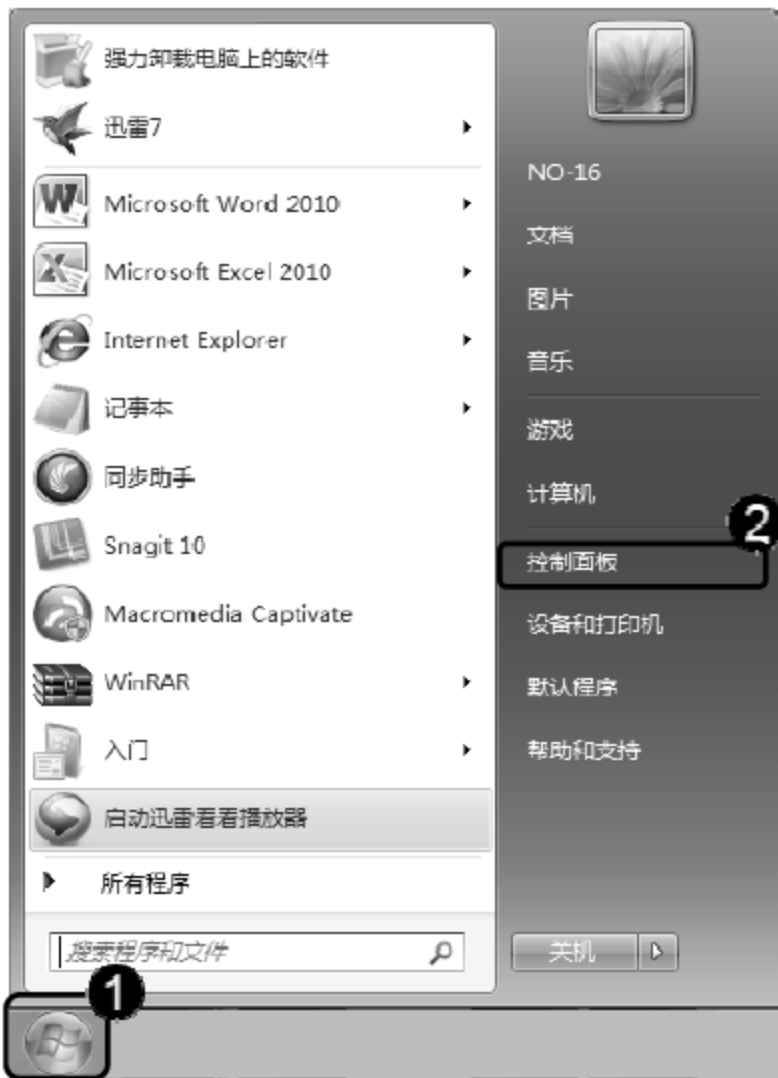 强力卸载电脑上的软件
迅雷7
Microsoft Word 2010
Microsoft Excel 2010
Internet Explorer
记事本
同步助手
Snagit 10
Macromedia Captivate
WinRAR
入门
启动迅雷看看播放器
所有程序
搜索程序和文件
1
NO-16
文档
图片
音乐
游戏
计算机
2
控制面板
设备和打印机
默认程序
帮助和支持
关机